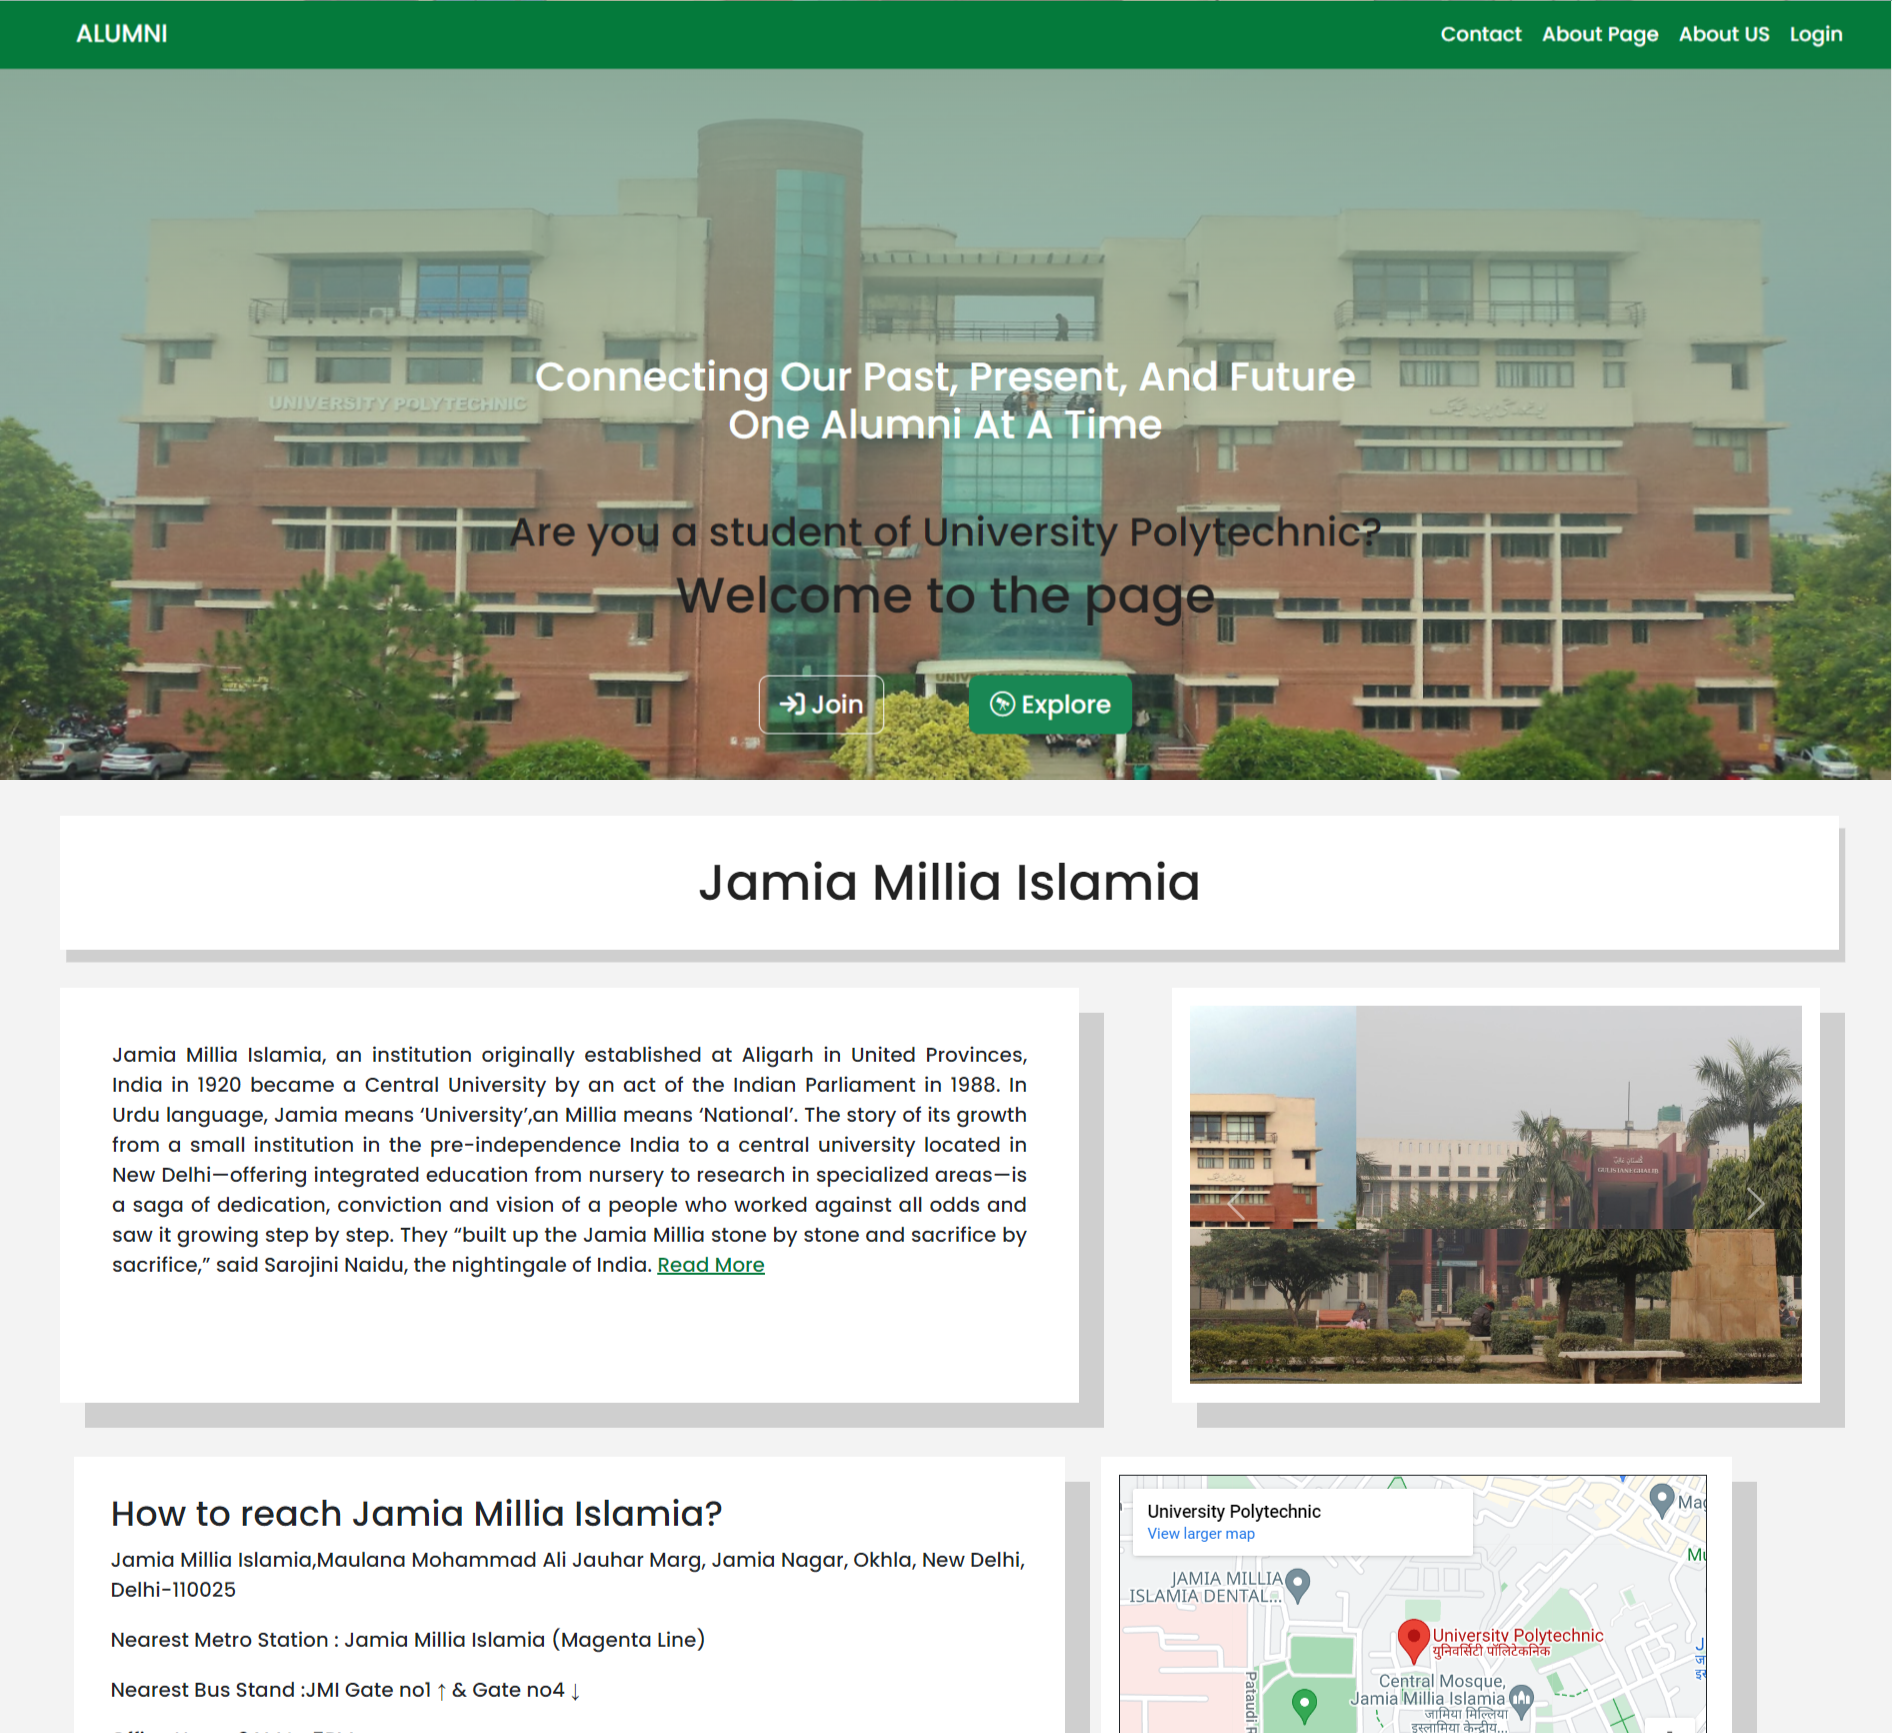 ALUMNI
Contact About Page About US Login
UNIVERSITY POLYTECHNIC
Connecting Our Past, Present, And Future
One Alumni At A Time
Are you a student of University Polytechnic?
Welcome to the page
Join
Explore
Jamia Millia Islamia
Jamia Millia Islamia, an institution originally established at Aligarh in United Provinces,
India in 1920 became a Central University by an act of the Indian Parliament in 1988. In
Urdu language, Jamia means ‘University’,an Millia means ‘National’. The story of its growth
from a small institution in the pre-independence India to a central university located in
New Delhi—offering integrated education from nursery to research in specialized areas—is
a saga of dedication, conviction and vision of a people who worked against all odds and
saw it growing step by step. They “built up the Jamia Millia stone by stone and sacrifice by
sacrifice,” said Sarojini Naidu, the nightingale of India. Read More
GULISTAN-E-GHALIB
How to reach Jamia Millia Islamia?
Jamia Millia Islamia,Maulana Mohammad Ali Jauhar Marg, Jamia Nagar, Okhla, New Delhi,
Delhi-110025
Nearest Metro Station : Jamia Millia Islamia (Magenta Line)
Nearest Bus Stand :JMI Gate no1 ↑ & Gate no4 ↓
University Polytechnic
View larger map
JAMIA MILLIA
ISLAMIA DENTAL...
University Polytechnic
युनिवर्सिटी पॉलिटेकनिक
Central Mosque,
Jamia Millia Islamia
जामिया मिल्लिया
इस्लामिया केन्द्रीय...
Pataudi